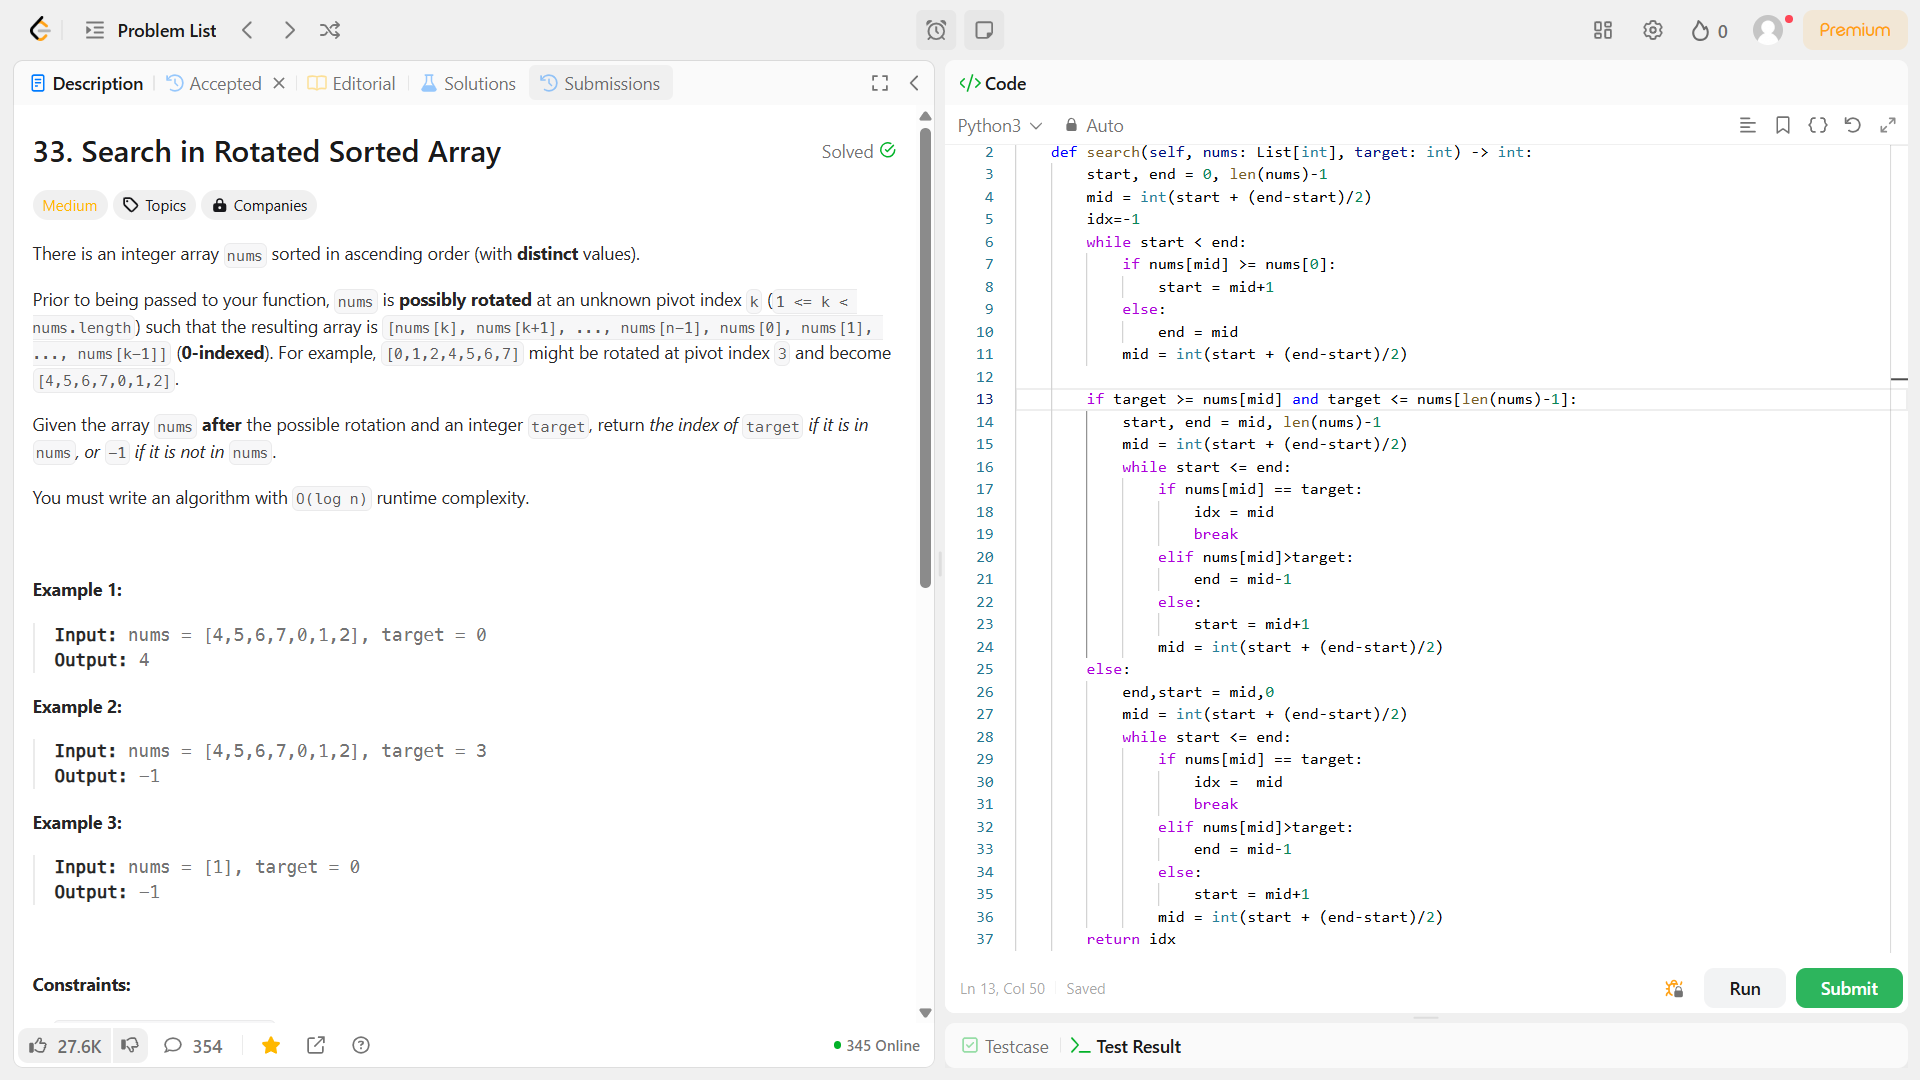 Problem List
0
Premium
Description
Accepted
Editorial
Solutions
Submissions
33. Search in Rotated Sorted Array
Solved
Medium
Topics
Companies
There is an integer array nums sorted in ascending order (with distinct values).
Prior to being passed to your function, nums is possibly rotated at an unknown pivot index k (1 <= k <
nums.length) such that the resulting array is [nums[k], nums[k+1], ..., nums[n-1], nums[0], nums[1],
..., nums[k-1]] (0-indexed). For example, [0,1,2,4,5,6,7] might be rotated at pivot index 3 and become
[4,5,6,7,0,1,2].
Given the array nums after the possible rotation and an integer target, return the index of target if it is in
nums, or -1 if it is not in nums.
You must write an algorithm with O(log n) runtime complexity.
Example 1:
Input: nums = [4,5,6,7,0,1,2], target = 0
Output: 4
Example 2:
Input: nums = [4,5,6,7,0,1,2], target = 3
Output: -1
Example 3:
Input: nums = [1], target = 0
Output: -1
Constraints:
27.6K
354
345 Online
</> Code
Python3
Auto
2 def search(self, nums: List[int], target: int) -> int:
3 start, end = 0, len(nums)-1
4 mid = int(start + (end-start)/2)
5 idx=-1
6 while start < end:
7 if nums[mid] >= nums[0]:
8 start = mid+1
9 else:
10 end = mid
11 mid = int(start + (end-start)/2)
12
13 if target >= nums[mid] and target <= nums[len(nums)-1]:
14 start, end = mid, len(nums)-1
15 mid = int(start + (end-start)/2)
16 while start <= end:
17 if nums[mid] == target:
18 idx = mid
19 break
20 elif nums[mid]>target:
21 end = mid-1
22 else:
23 start = mid+1
24 mid = int(start + (end-start)/2)
25 else:
26 end,start = mid,0
27 mid = int(start + (end-start)/2)
28 while start <= end:
29 if nums[mid] == target:
30 idx =  mid
31 break
32 elif nums[mid]>target:
33 end = mid-1
34 else:
35 start = mid+1
36 mid = int(start + (end-start)/2)
37 return idx
Ln 13, Col 50
Saved
Run
Submit
Testcase
Test Result